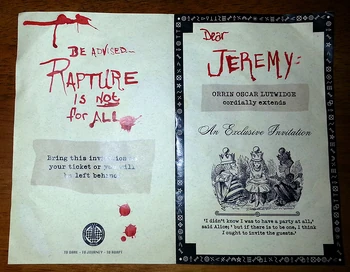 BE ADVISED...
RAPTURE
IS NOT
for ALL
Bring this invitation
your ticket or you will
be left behind
Dear
JEREMY:
ORRIN OSCAR LUTWIDGE
cordially extends
An Exclusive Invitation
'I didn't know I was to have a party at all,'
said Alice; 'but if there is to be one, I think
I ought to invite the guests.'